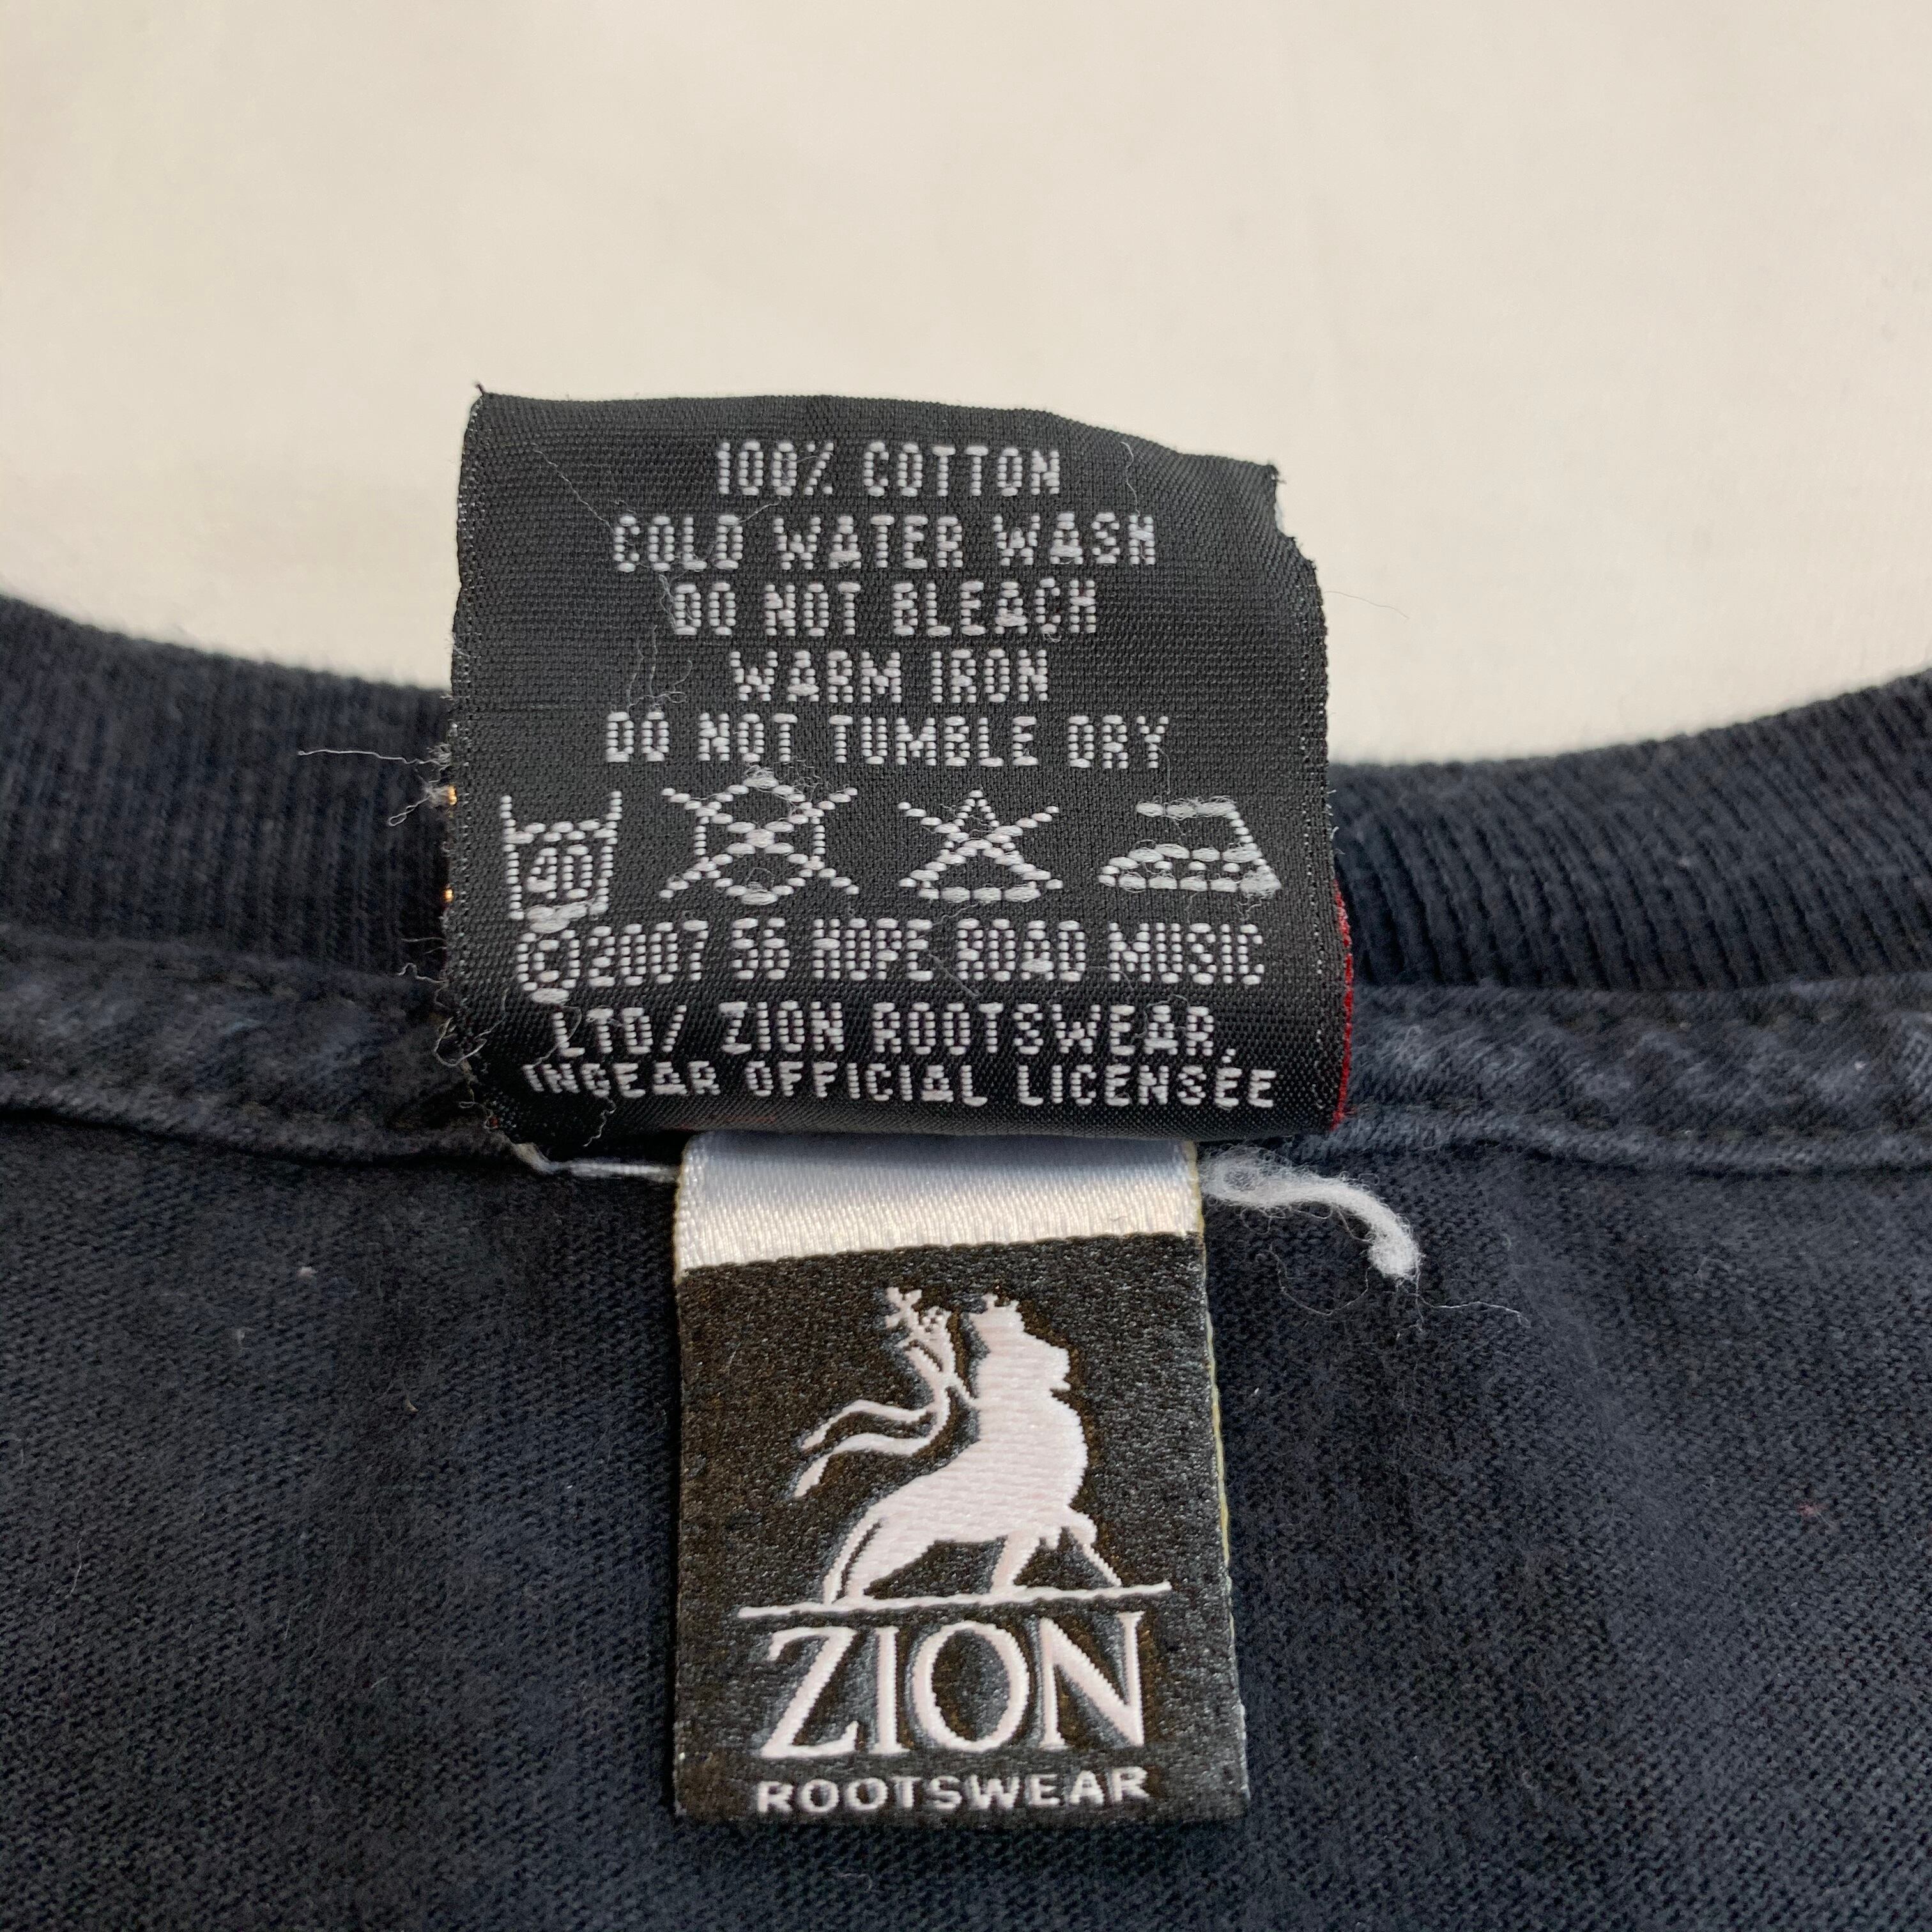 100% COTTON
COLD WATER WASH
DO NOT BLEACH
WARM IRON
DO NOT TUMBLE DRY
40
©2007 56 HOPE ROAD MUSIC
LTD/ ZION ROOTSWEAR,
INGEAR OFFICIAL LICENSEE
ZION
ROOTSWEAR